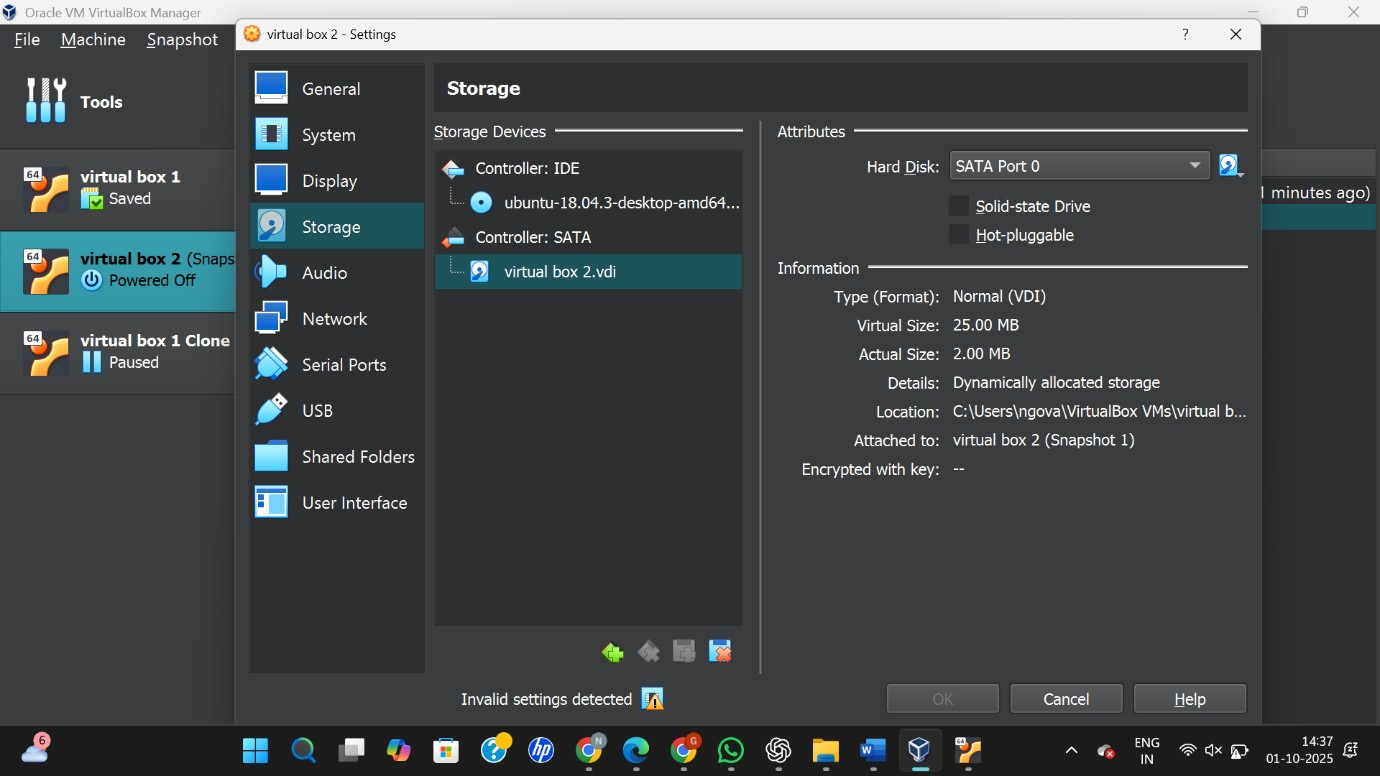 Oracle VM VirtualBox Manager
File Machine Snapshot
Tools
64
virtual box 1
Saved
64
virtual box 2 (Snaps
Powered Off
64
virtual box 1 Clone
Paused
virtual box 2 - Settings
?
General
System
Display
Storage
Audio
Network
Serial Ports
USB
Shared Folders
User Interface
Storage
Storage Devices
Controller: IDE
ubuntu-18.04.3-desktop-amd64...
Controller: SATA
virtual box 2.vdi
Attributes
Hard Disk: SATA Port 0
Solid-state Drive
Hot-pluggable
Information
Type (Format): Normal (VDI)
Virtual Size: 25.00 MB
Actual Size: 2.00 MB
Details: Dynamically allocated storage
Location: C:\Users\ngova\VirtualBox VMs\virtual b...
Attached to: virtual box 2 (Snapshot 1)
Encrypted with key: --
Invalid settings detected
OK Cancel Help
1 minutes ago)
6
N
G
64
ENG
IN
14:37
01-10-2025